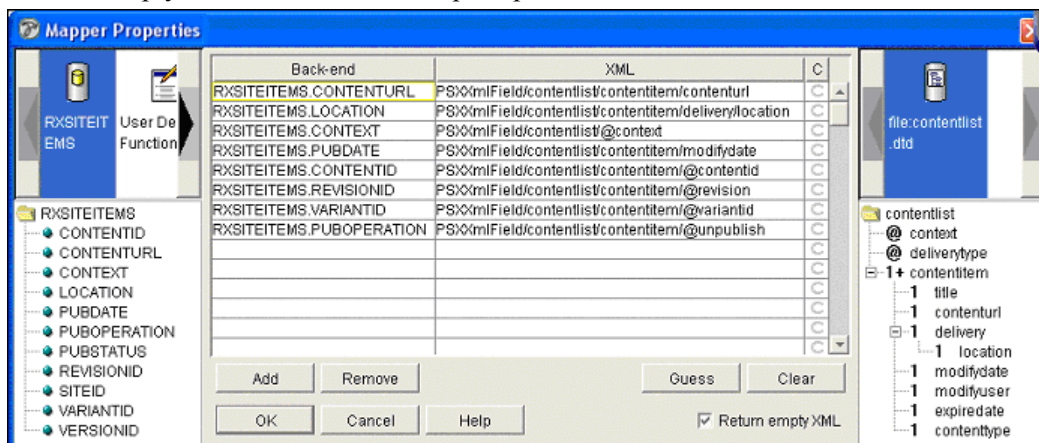 Mapper Properties
RXSITEIT
EMS
User De
Function
Back-end XML C
RXSITEITEMS.CONTENTURL PSXXmlField/contentlist/contentitem/contenturl C
RXSITEITEMS.LOCATION PSXXmlField/contentlist/contentitem/delivery/location C
RXSITEITEMS.CONTEXT PSXXmlField/contentlist/@context C
RXSITEITEMS.PUBDATE PSXXmlField/contentlist/contentitem/modifydate C
RXSITEITEMS.CONTENTID PSXXmlField/contentlist/contentitem/@contentid C
RXSITEITEMS.REVISIONID PSXXmlField/contentlist/contentitem/@revision C
RXSITEITEMS.VARIANTID PSXXmlField/contentlist/contentitem/@variantid C
RXSITEITEMS.PUBOPERATION PSXXmlField/contentlist/contentitem/@unpublish C
C
C
C
C
C
C
file:contentlist
.dtd
RXSITEITEMS
CONTENTID
CONTENTURL
CONTEXT
LOCATION
PUBDATE
PUBOPERATION
PUBSTATUS
REVISIONID
SITEID
VARIANTID
VERSIONID
contentlist
@ context
@ deliverytype
1+ contentitem
1 title
1 contenturl
1 delivery
1 location
1 modifydate
1 modifyuser
1 expiredate
1 contenttype
Add Remove Guess Clear
OK Cancel Help Return empty XML